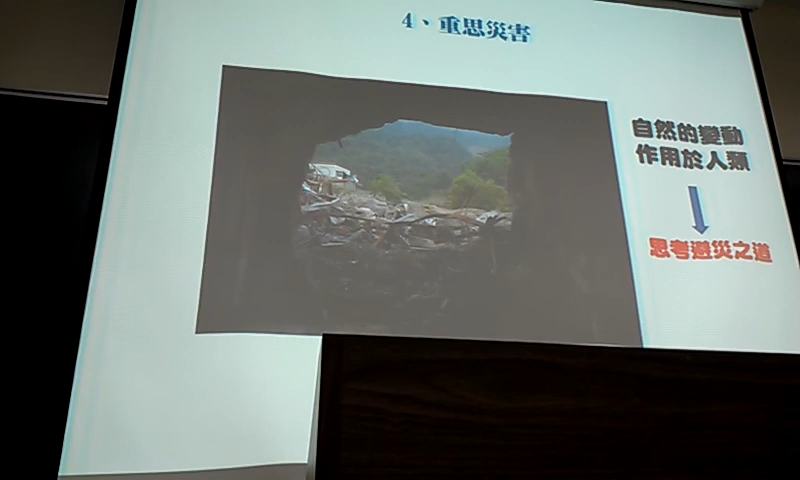 4、重思災害
自然的變動
作用於人類
思考避災之道